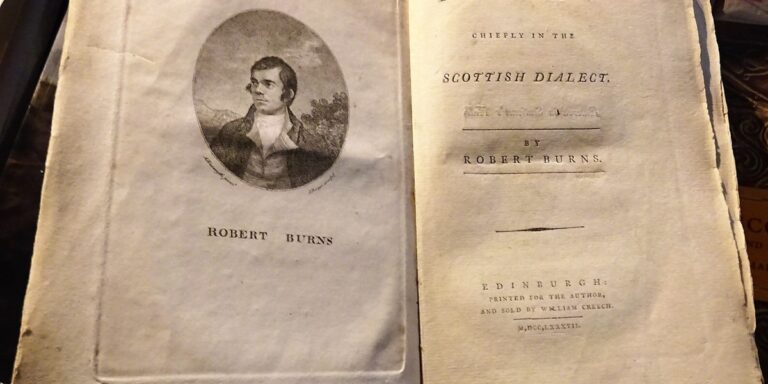 ROBERT BURNS
CHIEFLY IN THE
SCOTTISH DIALECT.
BY
ROBERT BURNS.
EDINBURGH:
PRINTED FOR THE AUTHOR,
AND SOLD BY WILLIAM CREECH.
M,DCC,LXXXVII.